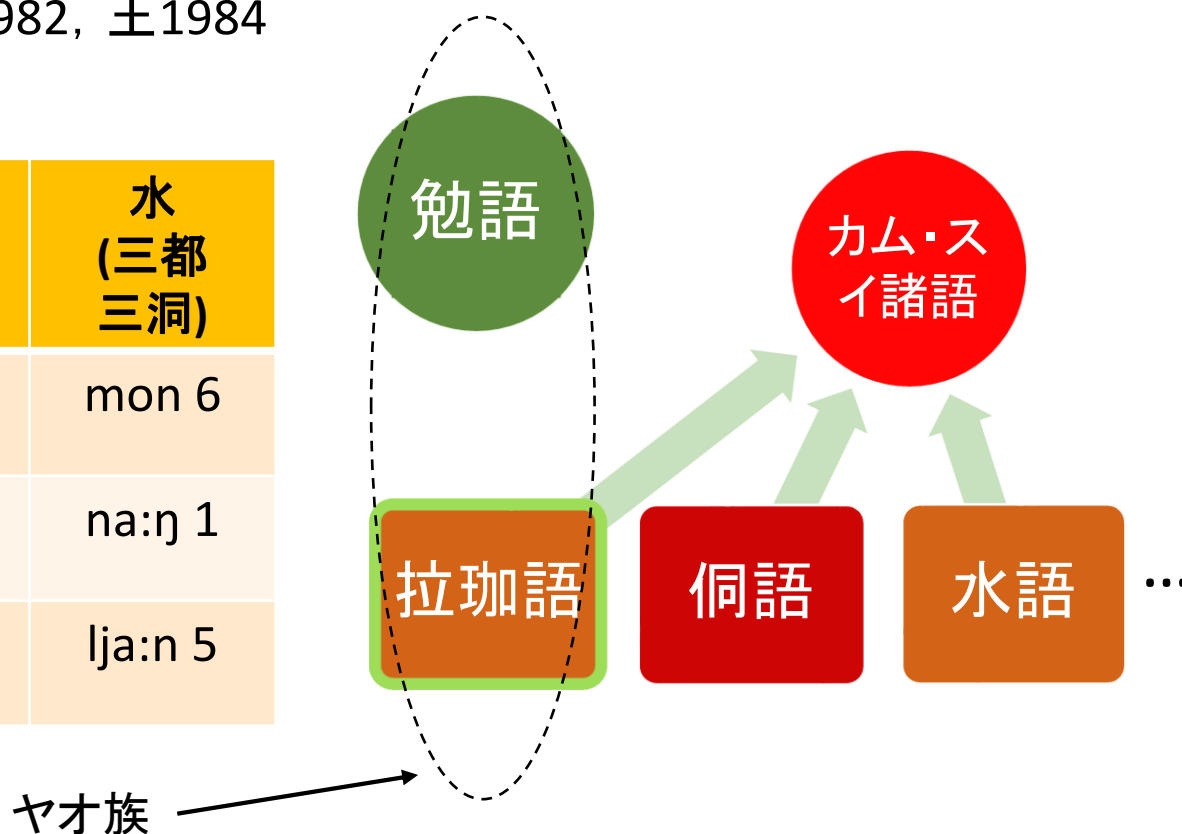 982, 土1984
水
(三都
三洞)
mon 6
na:ŋ 1
lja:n 5
勉語
カム・ス
イ諸語
拉珈語
侗語
水語
…
ヤオ族